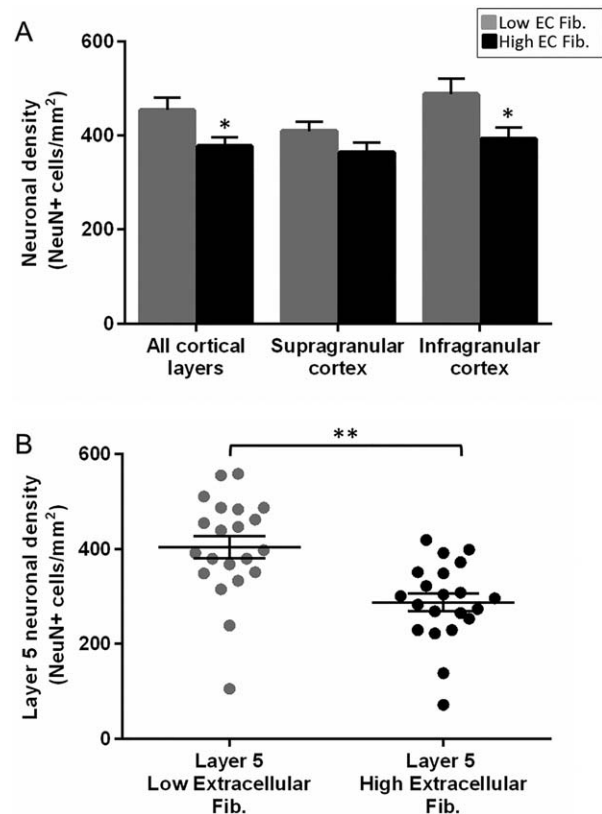 A
Low EC Fib.
High EC Fib.
Neuronal density
(NeuN+ cells/mm²)
600
400
200
0
*
*
All cortical
layers
Supragranular
cortex
Infragranular
cortex
B
**
Layer 5 neuronal density
(NeuN+ cells/mm²)
600
400
200
0
Layer 5
Low Extracellular
Fib.
Layer 5
High Extracellular
Fib.